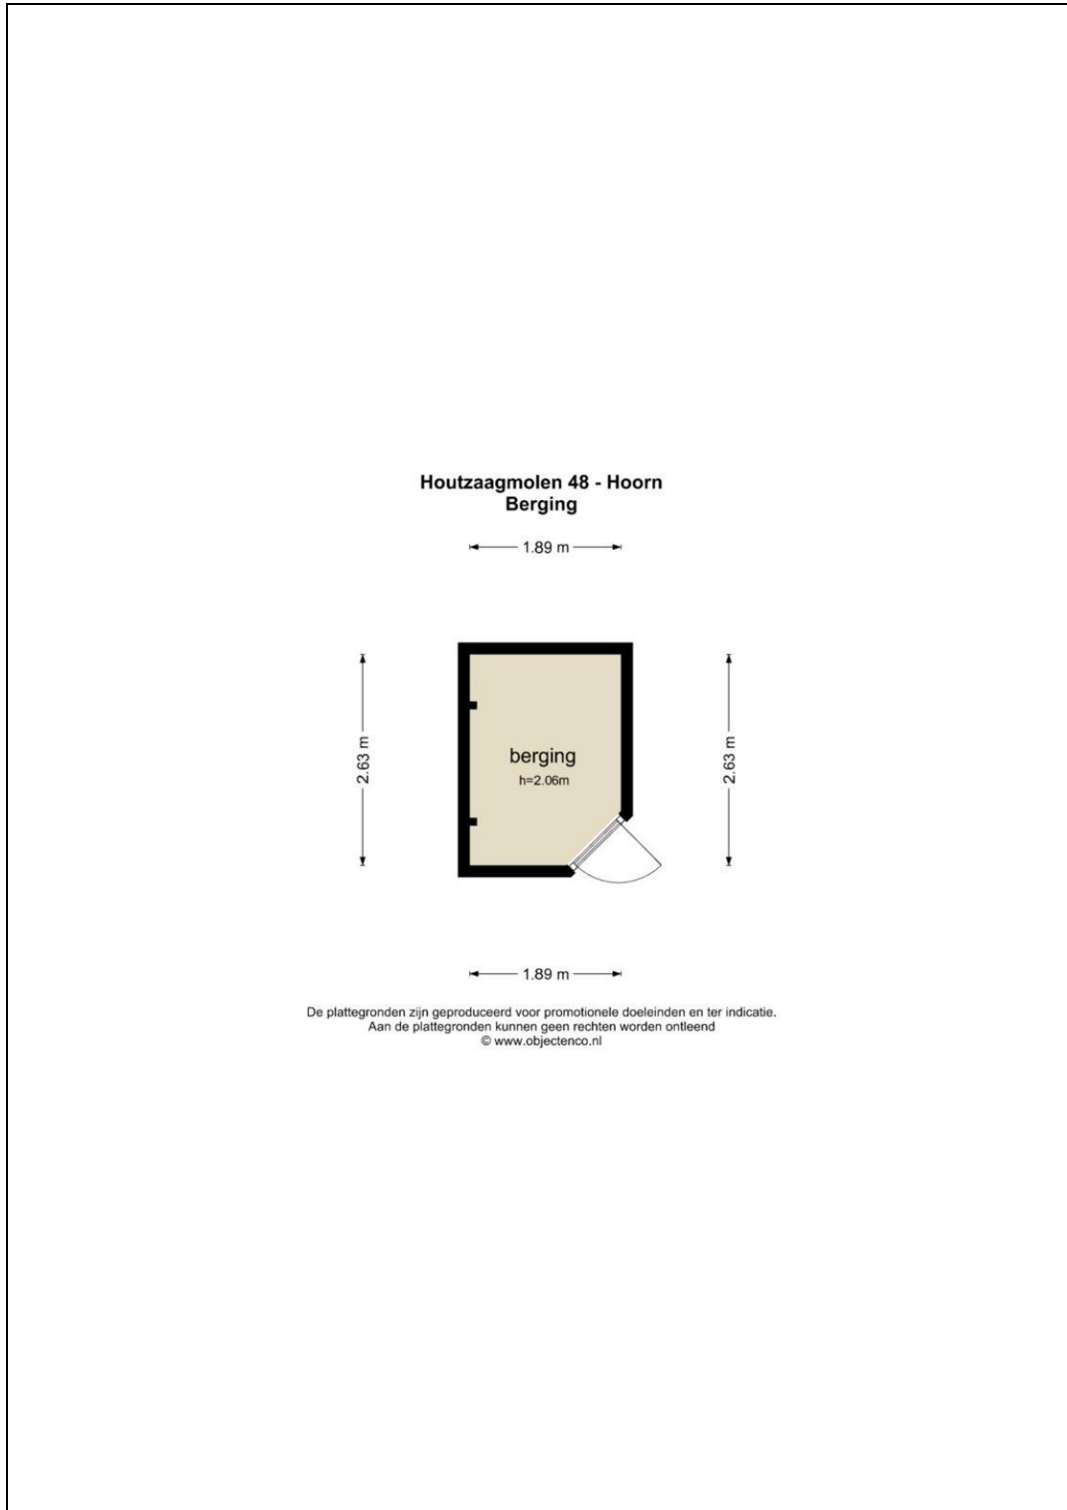 Houtzaagmolen 48 - Hoorn
Berging
1.89 m
2.63 m
berging
h=2.06m
2.63 m
1.89 m
De plattegronden zijn geproduceerd voor promotionele doeleinden en ter indicatie.
Aan de plattegronden kunnen geen rechten worden ontleend
© www.objectenco.nl